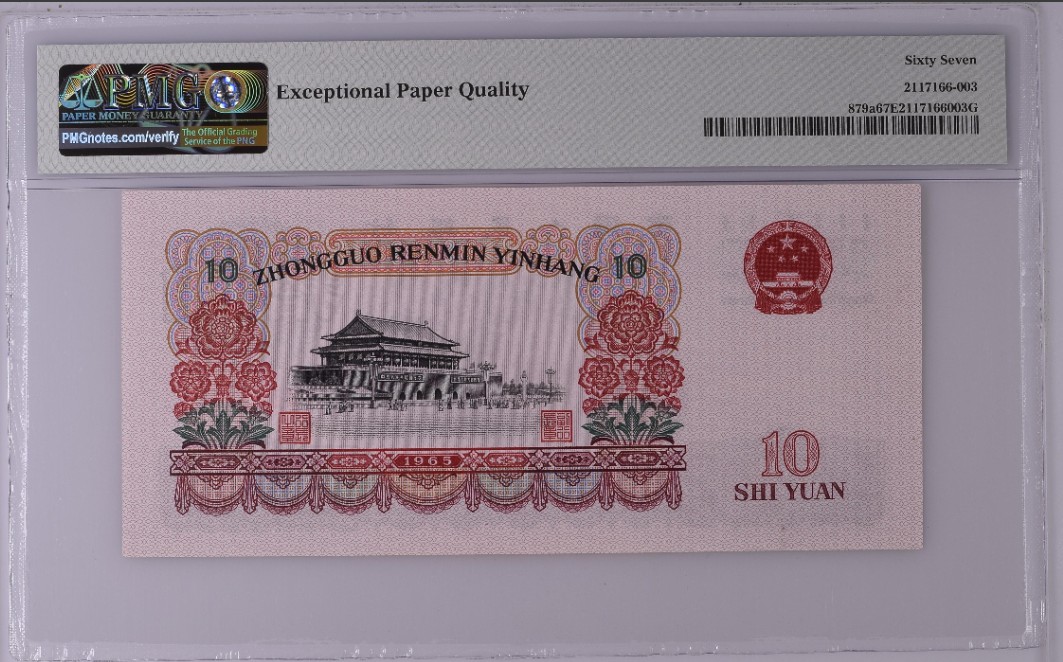 PMG
PAPER MONEY GUARANTY
PMGnotes.com/verify
The Official Grading
Service of the PNG
Exceptional Paper Quality
Sixty Seven
2117166-003
879a67E2117166003G
10 ZHONGGUO RENMIN YINHANG 10
1965
10
SHI YUAN